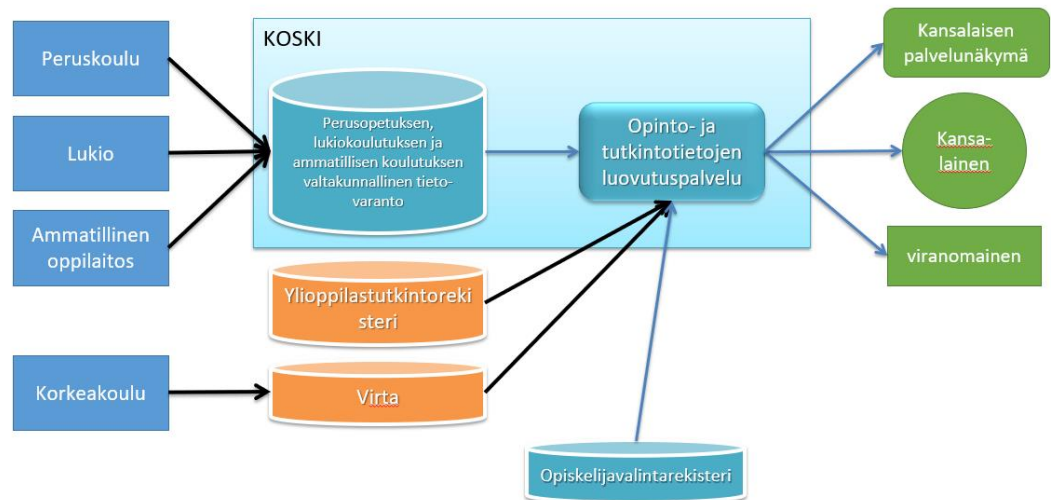 KOSKI
Peruskoulu
Lukio
Ammatillinen
oppilaitos
Korkeakoulu
Perusopetuksen,
lukiokoulutuksen ja
ammatillisen koulutuksen
valtakunnallinen tieto-
varanto
Opinto- ja
tutkintotietojen
luovutuspalvelu
Ylioppilastutkintoreki
steri
Virta
Opiskelijavalintarekisteri
Kansalaisen
palvelunäkymä
Kansa-
lainen
viranomainen